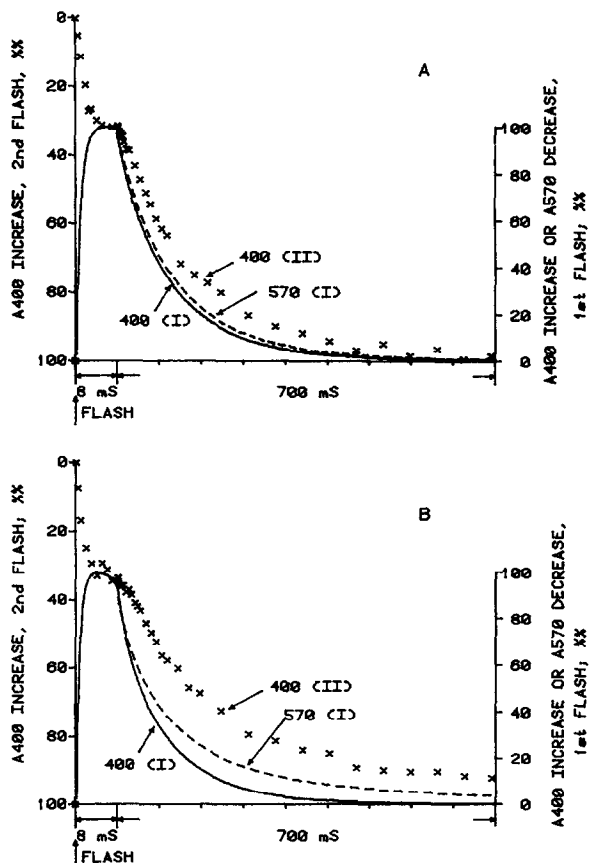 A
A400 INCREASE, 2nd FLASH, %%
0
20
40
60
80
100
A400 INCREASE OR A570 DECREASE,
1st FLASH; %%
100
80
60
40
20
0
400 (II)
570 (I)
400 (I)
8 mS
700 mS
FLASH
B
A400 INCREASE, 2nd FLASH; %%
0
20
40
60
80
100
A400 INCREASE OR A570 DECREASE,
1st FLASH; %%
100
80
60
40
20
0
400 (II)
570 (I)
400 (I)
8 mS
700 mS
FLASH